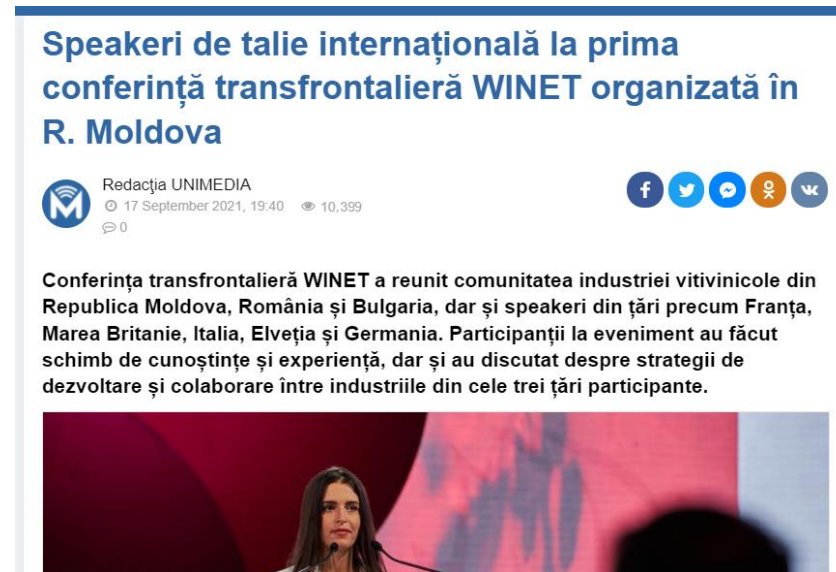 Speakeri de talie internațională la prima
conferință transfrontalieră WINET organizată în
R. Moldova
Redacția UNIMEDIA
17 September 2021, 19:40 10,399
0
Conferința transfrontalieră WINET a reunit comunitatea industriei vitivinicole din
Republica Moldova, România și Bulgaria, dar și speakeri din țări precum Franța,
Marea Britanie, Italia, Elveția și Germania. Participanții la eveniment au făcut
schimb de cunoștințe și experiență, dar și au discutat despre strategii de
dezvoltare și colaborare între industriile din cele trei țări participante.